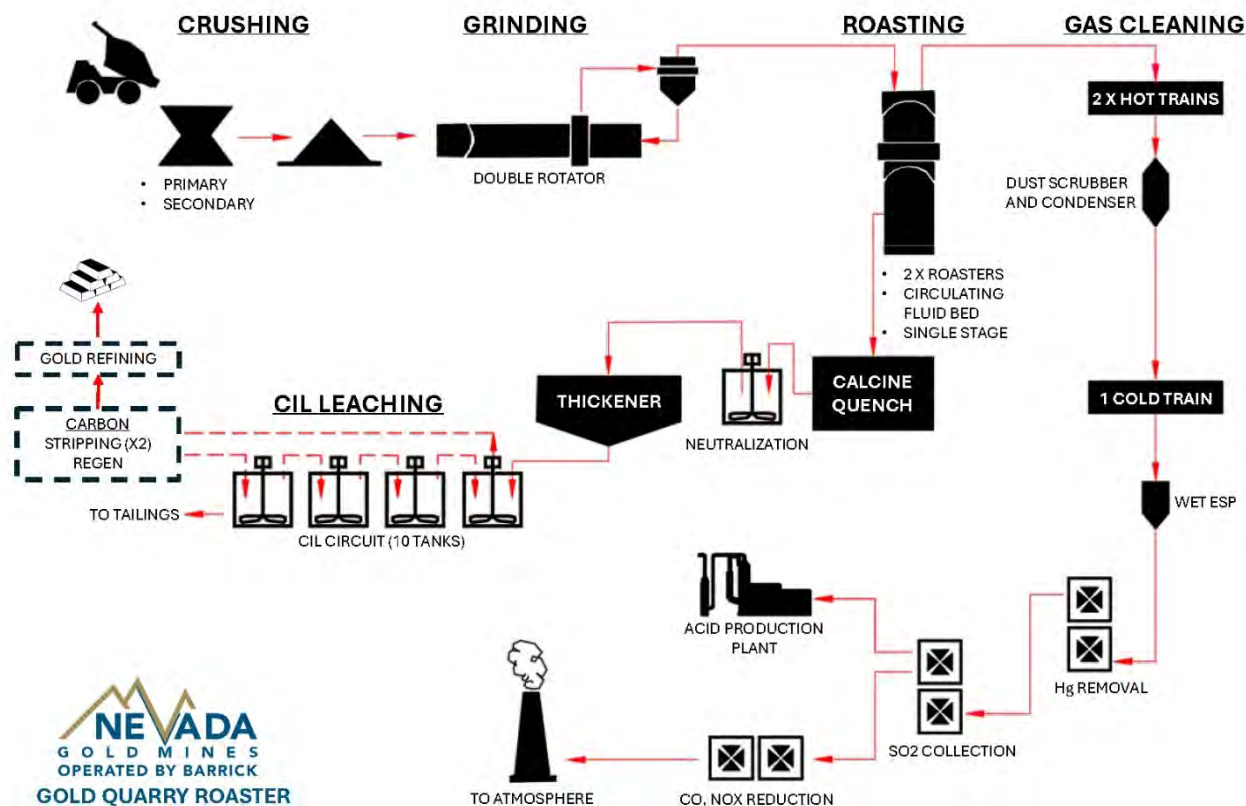 CRUSHING
GRINDING
ROASTING
GAS CLEANING
2 X HOT TRAINS
• PRIMARY
• SECONDARY
DOUBLE ROTATOR
DUST SCRUBBER
AND CONDENSER
• 2 X ROASTERS
• CIRCULATING
FLUID BED
• SINGLE STAGE
GOLD REFINING
CARBON
STRIPPING (X2)
REGEN
CIL LEACHING
THICKENER
NEUTRALIZATION
CALCINE
QUENCH
1 COLD TRAIN
TO TAILINGS
CIL CIRCUIT (10 TANKS)
WET ESP
ACID PRODUCTION
PLANT
Hg REMOVAL
SO2 COLLECTION
TO ATMOSPHERE
CO, NOX REDUCTION
NEVADA
GOLD MINES
OPERATED BY BARRICK
GOLD QUARRY ROASTER